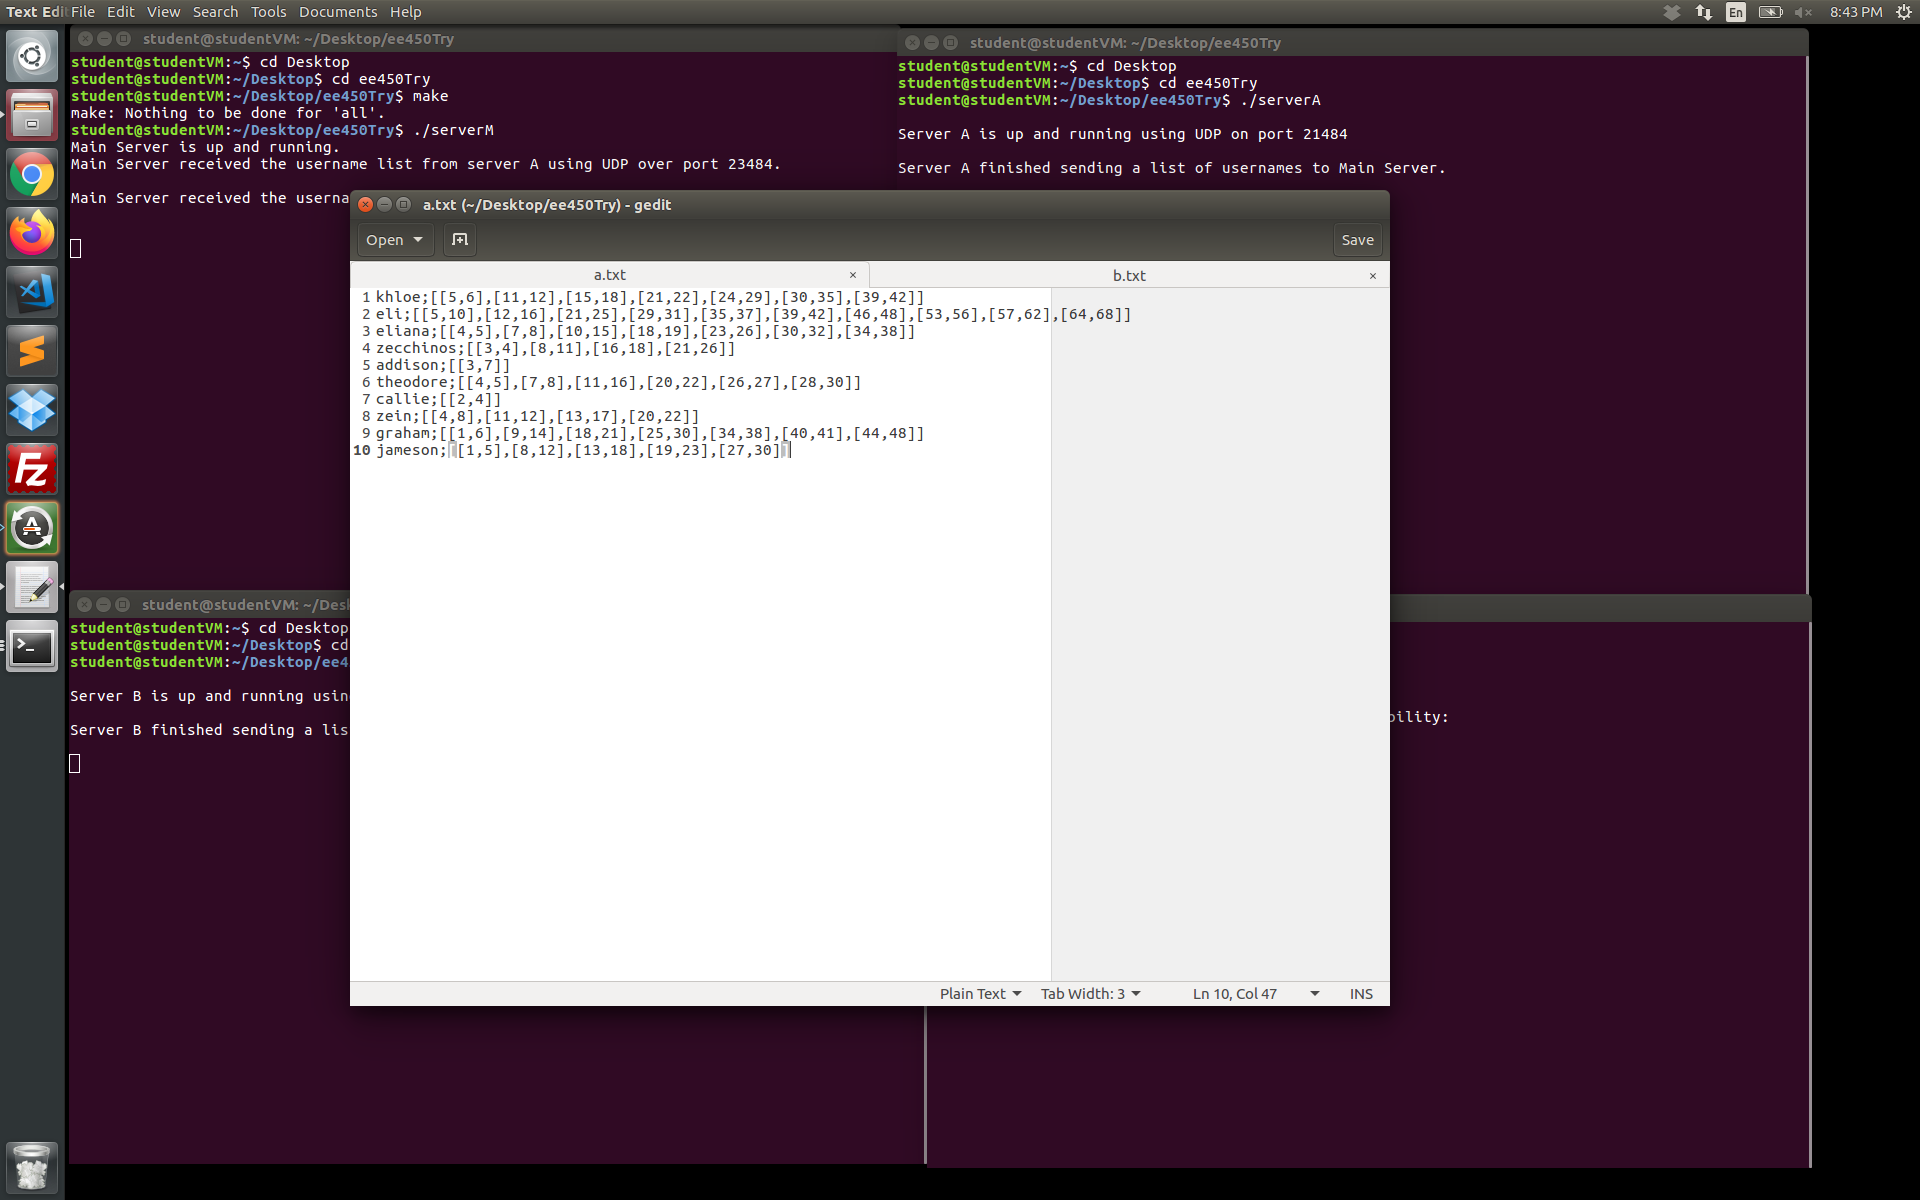 Text Edi File Edit View Search Tools Documents Help
En 8:43 PM
student@studentVM: ~/Desktop/ee450Try
student@studentVM:~$ cd Desktop
student@studentVM:~/Desktop$ cd ee450Try
student@studentVM:~/Desktop/ee450Try$ make
make: Nothing to be done for 'all'.
student@studentVM:~/Desktop/ee450Try$ ./serverM
Main Server is up and running.
Main Server received the username list from server A using UDP over port 23484.
Main Server received the userna
student@studentVM: ~/Desktop/ee450Try
student@studentVM:~$ cd Desktop
student@studentVM:~/Desktop$ cd ee450Try
student@studentVM:~/Desktop/ee450Try$ ./serverA
Server A is up and running using UDP on port 21484
Server A finished sending a list of usernames to Main Server.
a.txt (~/Desktop/ee450Try) - gedit
Open Save
a.txt × b.txt ×
1 khloe;[[5,6],[11,12],[15,18],[21,22],[24,29],[30,35],[39,42]]
2 eli;[[5,10],[12,16],[21,25],[29,31],[35,37],[39,42],[46,48],[53,56],[57,62],[64,68]]
3 eliana;[[4,5],[7,8],[10,15],[18,19],[23,26],[30,32],[34,38]]
4 zecchinos;[[3,4],[8,11],[16,18],[21,26]]
5 addison;[[3,7]]
6 theodore;[[4,5],[7,8],[11,16],[20,22],[26,27],[28,30]]
7 callie;[[2,4]]
8 zein;[[4,8],[11,12],[13,17],[20,22]]
9 graham;[[1,6],[9,14],[18,21],[25,30],[34,38],[40,41],[44,48]]
10 jameson;[[1,5],[8,12],[13,18],[19,23],[27,30]]
Plain Text Tab Width: 3 Ln 10, Col 47 INS
student@studentVM: ~/Des
student@studentVM:~$ cd Desktop
student@studentVM:~/Desktop$ cd
student@studentVM:~/Desktop/ee4
Server B is up and running usin
Server B finished sending a lis
bility: